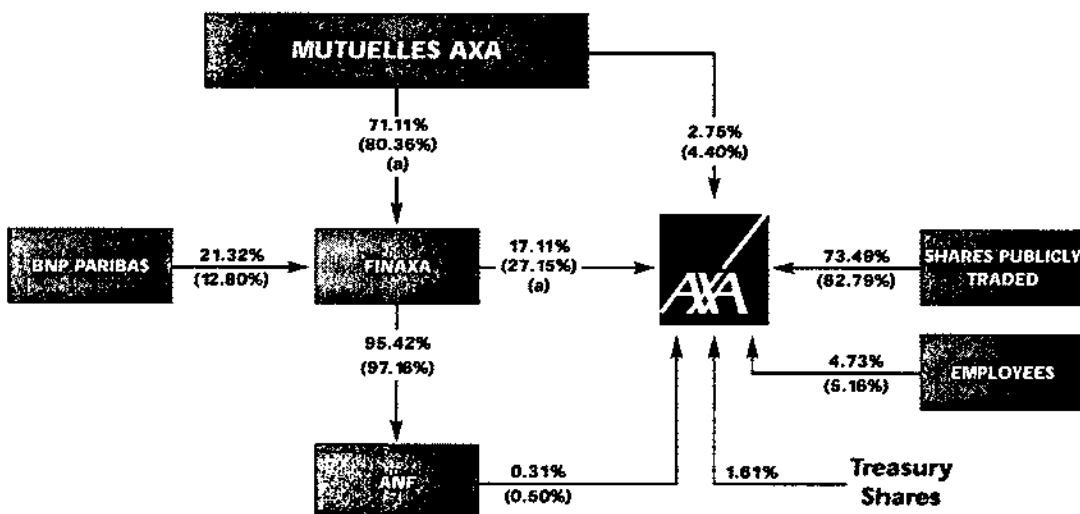 MUTUELLES AXA
71.11%
(80.36%)
(a)
2.75%
(4.40%)
BNP PARIBAS
21.32%
(12.80%)
FINAXA
17.11%
(27.15%)
(a)
AXA
73.49%
(62.79%)
SHARES PUBLICLY
TRADED
95.42%
(97.16%)
4.73%
(5.16%)
EMPLOYEES
ANF
0.31%
(0.50%)
1.61%
Treasury
Shares